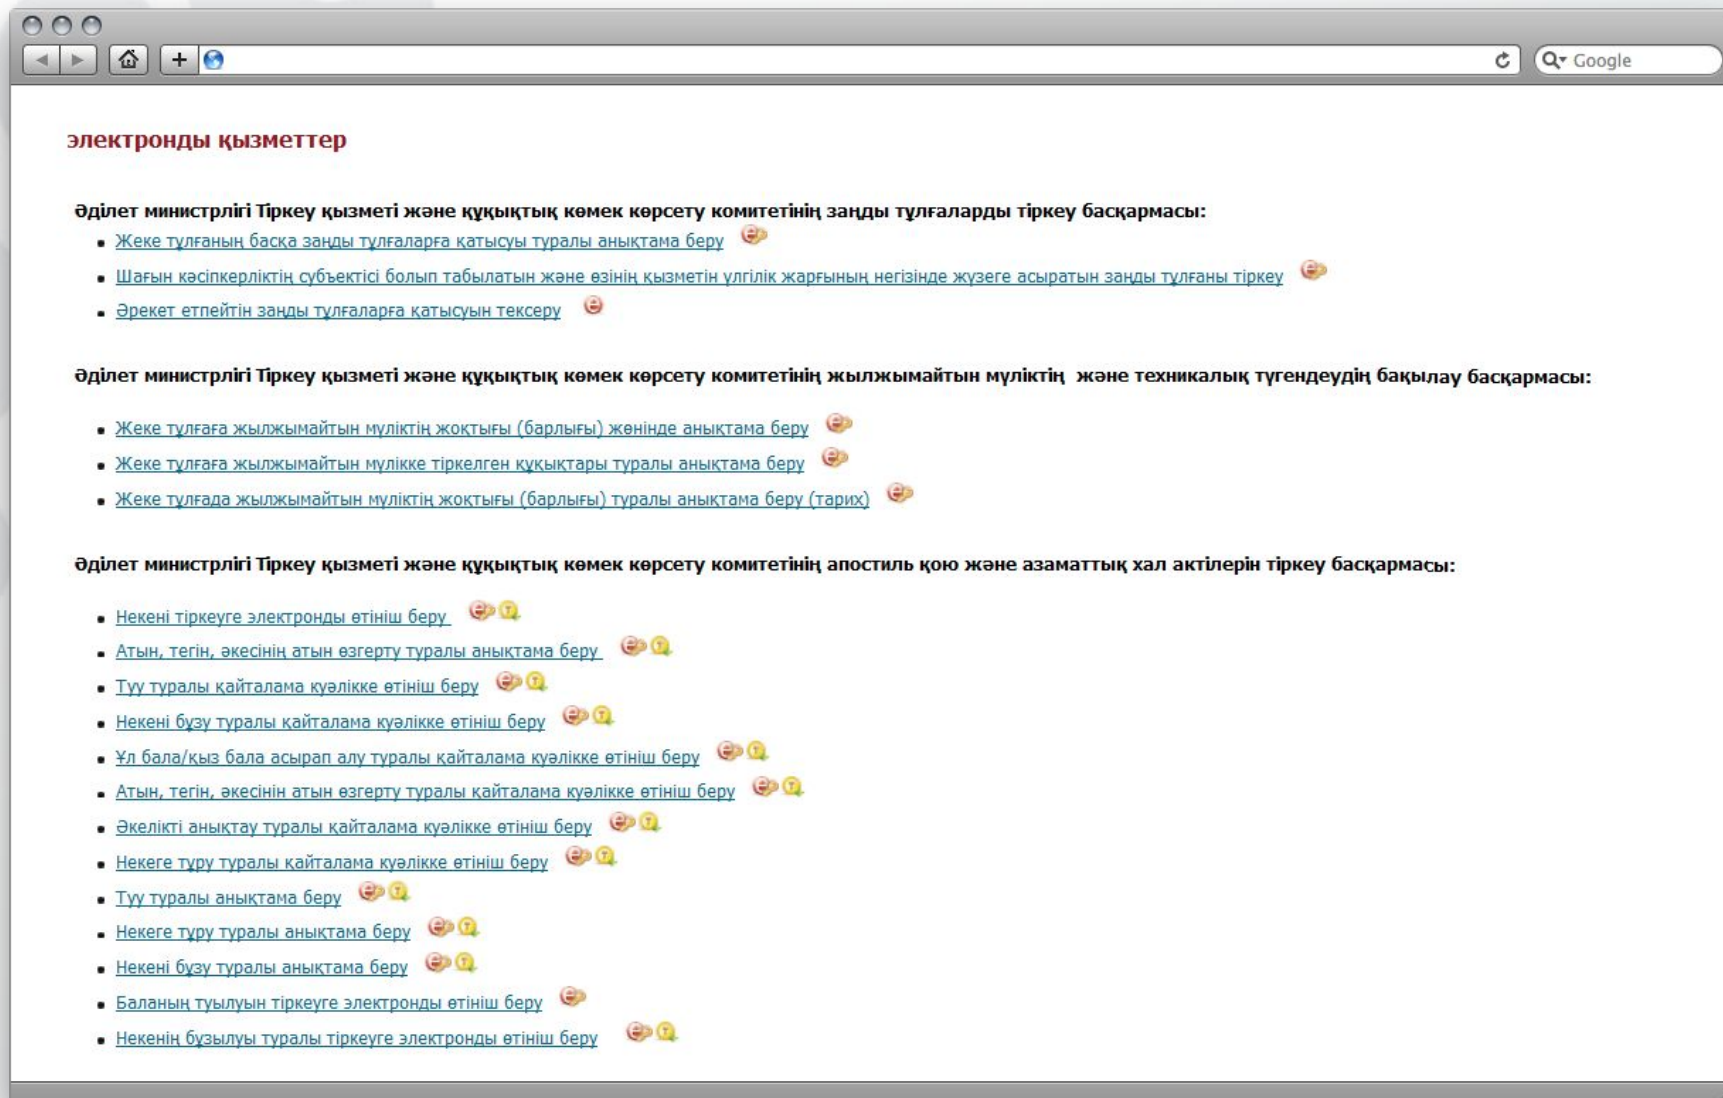 Google
электронды қызметтер
Әділет министрлігі Тіркеу қызметі және құқықтық көмек көрсету комитетінің заңды тұлғаларды тіркеу басқармасы:
Жеке тұлғаның басқа заңды тұлғаларға қатысуы туралы анықтама беру
Шағын кәсіпкерліктің субъектісі болып табылатын және өзінің қызметін үлгілік жарғының негізінде жүзеге асыратын заңды тұлғаны тіркеу
Әрекет етпейтін заңды тұлғаларға қатысуын тексеру
Әділет министрлігі Тіркеу қызметі және құқықтық көмек көрсету комитетінің жылжымайтын мүліктің және техникалық түгендеудің бақылау басқармасы:
Жеке тұлғаға жылжымайтын мүліктің жоқтығы (барлығы) жөнінде анықтама беру
Жеке тұлғаға жылжымайтын мүлікке тіркелген құқықтары туралы анықтама беру
Жеке тұлғада жылжымайтын мүліктің жоқтығы (барлығы) туралы анықтама беру (тарих)
Әділет министрлігі Тіркеу қызметі және құқықтық көмек көрсету комитетінің апостиль қою және азаматтық хал актілерін тіркеу басқармасы:
Некені тіркеуге электронды өтініш беру
Атын, тегін, әкесінің атын өзгерту туралы анықтама беру
Туу туралы қайталама куәлікке өтініш беру
Некені бұзу туралы қайталама куәлікке өтініш беру
Ұл бала/қыз бала асырап алу туралы қайталама куәлікке өтініш беру
Атын, тегін, әкесінін атын өзгерту туралы қайталама куәлікке өтініш беру
Әкелікті анықтау туралы қайталама куәлікке өтініш беру
Некеге тұру туралы қайталама куәлікке өтініш беру
Туу туралы анықтама беру
Некеге тұру туралы анықтама беру
Некені бұзу туралы анықтама беру
Баланың туылуын тіркеуге электронды өтініш беру
Некенің бұзылуы туралы тіркеуге электронды өтініш беру